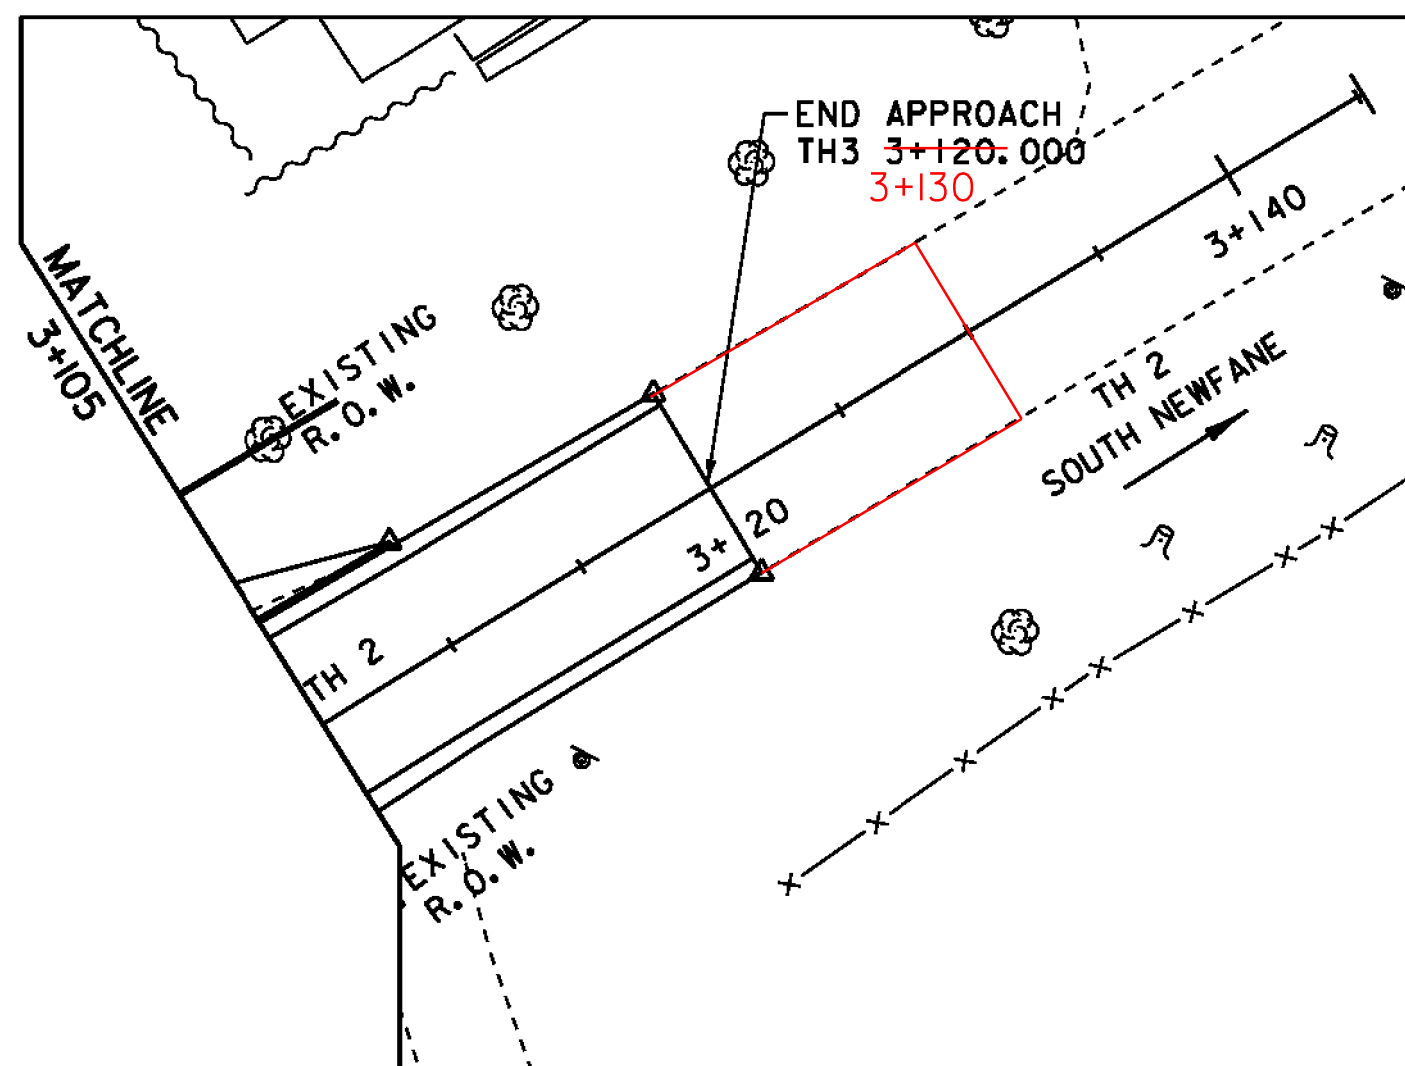 END APPROACH
TH3 3+120.000
3+130
3+140
MATCHLINE
3+105
EXISTING
R.O.W.
TH 2
SOUTH NEWFANE
3+ 20
TH 2
EXISTING
R.O.W.